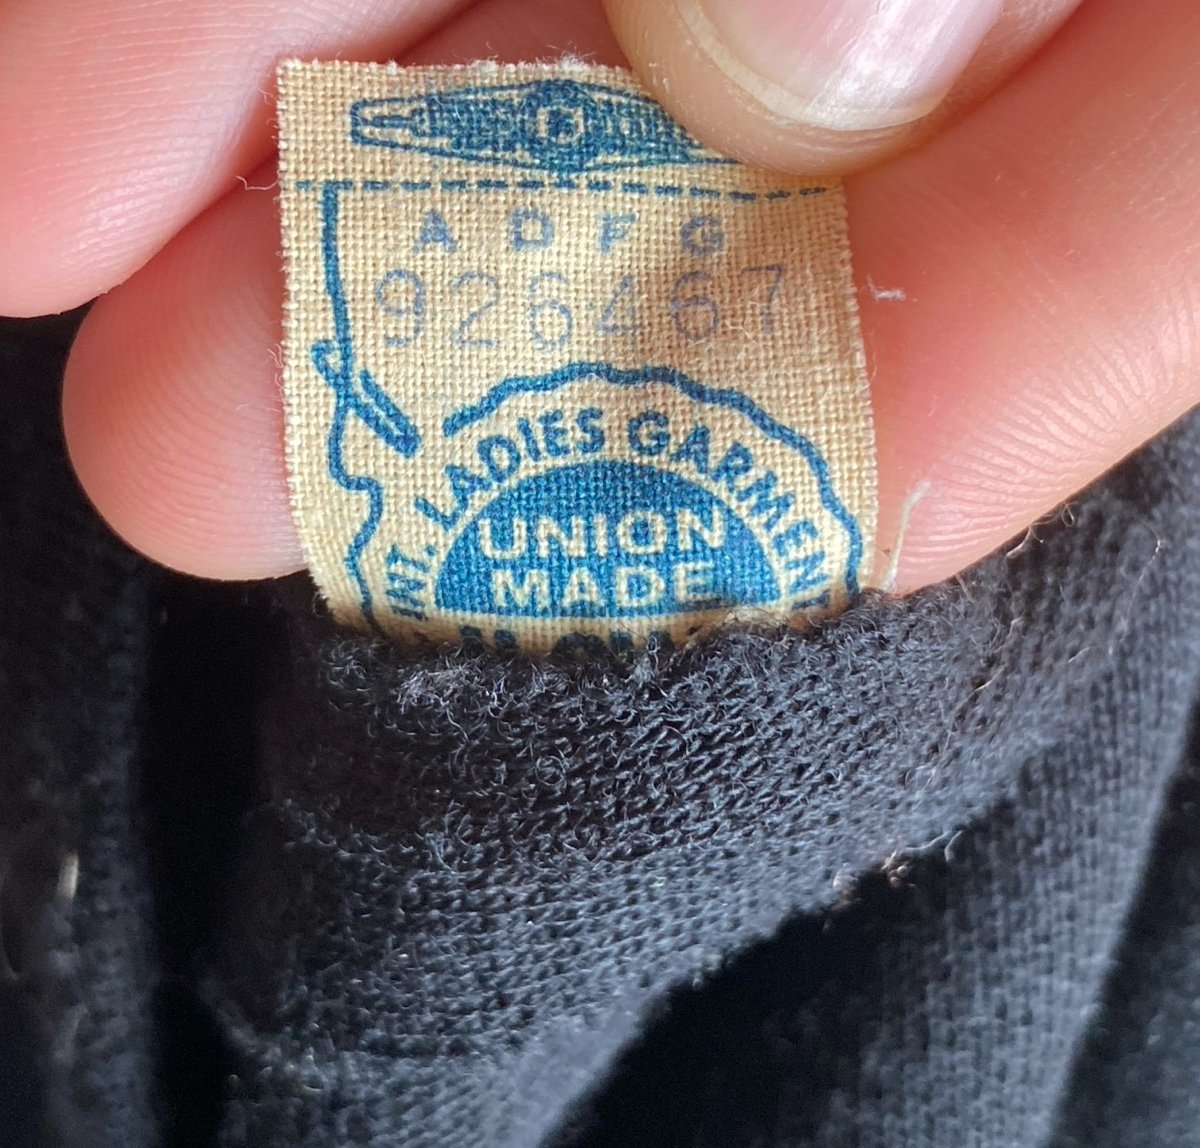 A D F G
926467
INT. LADIES GARMENT
UNION
MADE